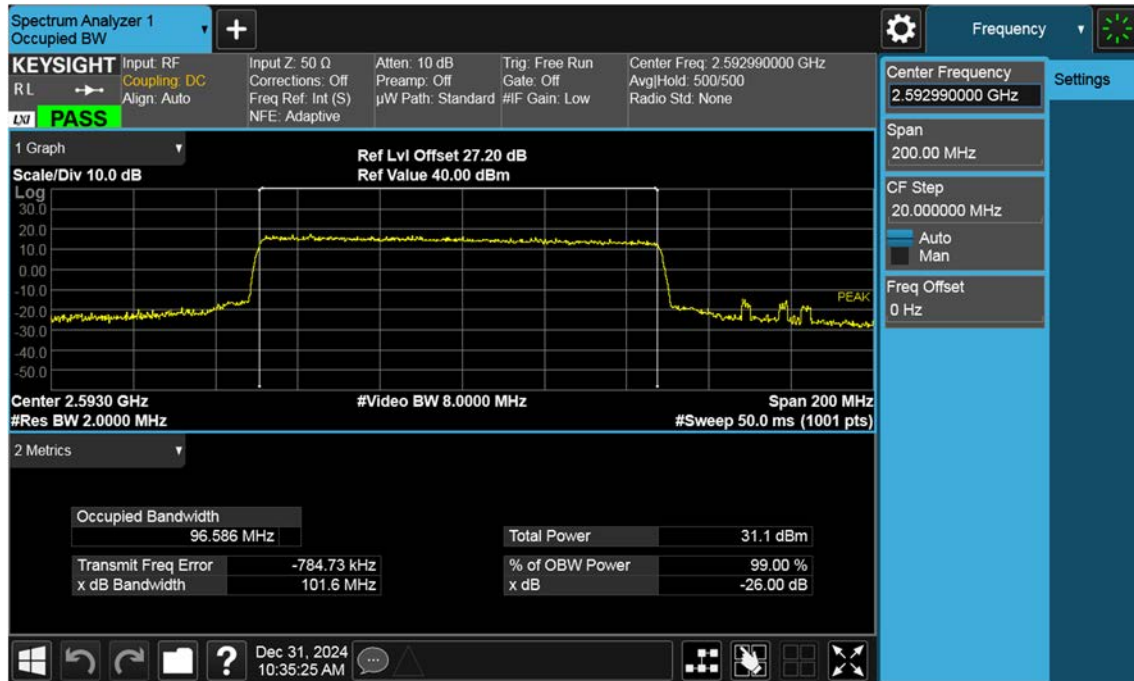 Spectrum Analyzer 1
Occupied BW
Frequency
KEYSIGHT
R L
LXI PASS
Input: RF
Coupling: DC
Align: Auto
Input Z: 50 Ω
Corrections: Off
Freq Ref: Int (S)
NFE: Adaptive
Atten: 10 dB
Preamp: Off
µW Path: Standard
Trig: Free Run
Gate: Off
#IF Gain: Low
Center Freq: 2.592990000 GHz
Avg|Hold: 500/500
Radio Std: None
Center Frequency
2.592990000 GHz
Settings
Span
200.00 MHz
CF Step
20.000000 MHz
Auto
Man
Freq Offset
0 Hz
1 Graph
Scale/Div 10.0 dB
Ref Lvl Offset 27.20 dB
Ref Value 40.00 dBm
Log
30.0
20.0
10.0
0.00
-10.0
-20.0
-30.0
-40.0
-50.0
PEAK
Center 2.5930 GHz
#Video BW 8.0000 MHz
Span 200 MHz
#Res BW 2.0000 MHz
#Sweep 50.0 ms (1001 pts)
2 Metrics
Occupied Bandwidth
96.586 MHz
Total Power 31.1 dBm
Transmit Freq Error -784.73 kHz
% of OBW Power 99.00 %
x dB Bandwidth 101.6 MHz
x dB -26.00 dB
?
Dec 31, 2024
10:35:25 AM